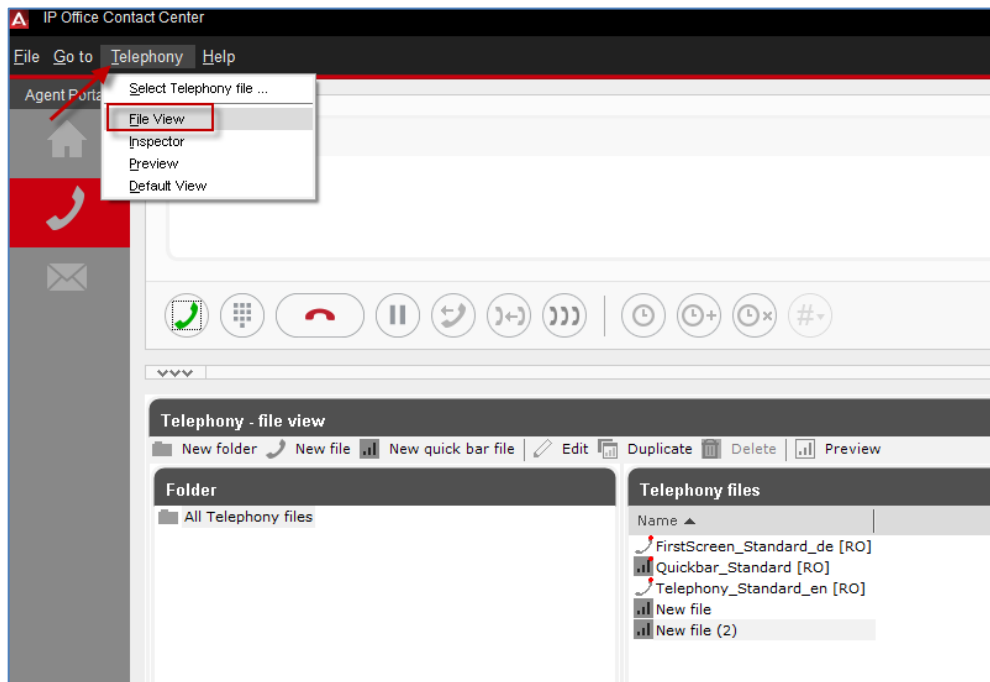 IP Office Contact Center
File Go to Telephony Help
Agent Porta
Select Telephony file ...
File View
Inspector
Preview
Default View
Telephony - file view
New folder New file New quick bar file Edit Duplicate Delete Preview
Folder
Telephony files
All Telephony files
Name
FirstScreen_Standard_de [RO]
Quickbar_Standard [RO]
Telephony_Standard_en [RO]
New file
New file (2)